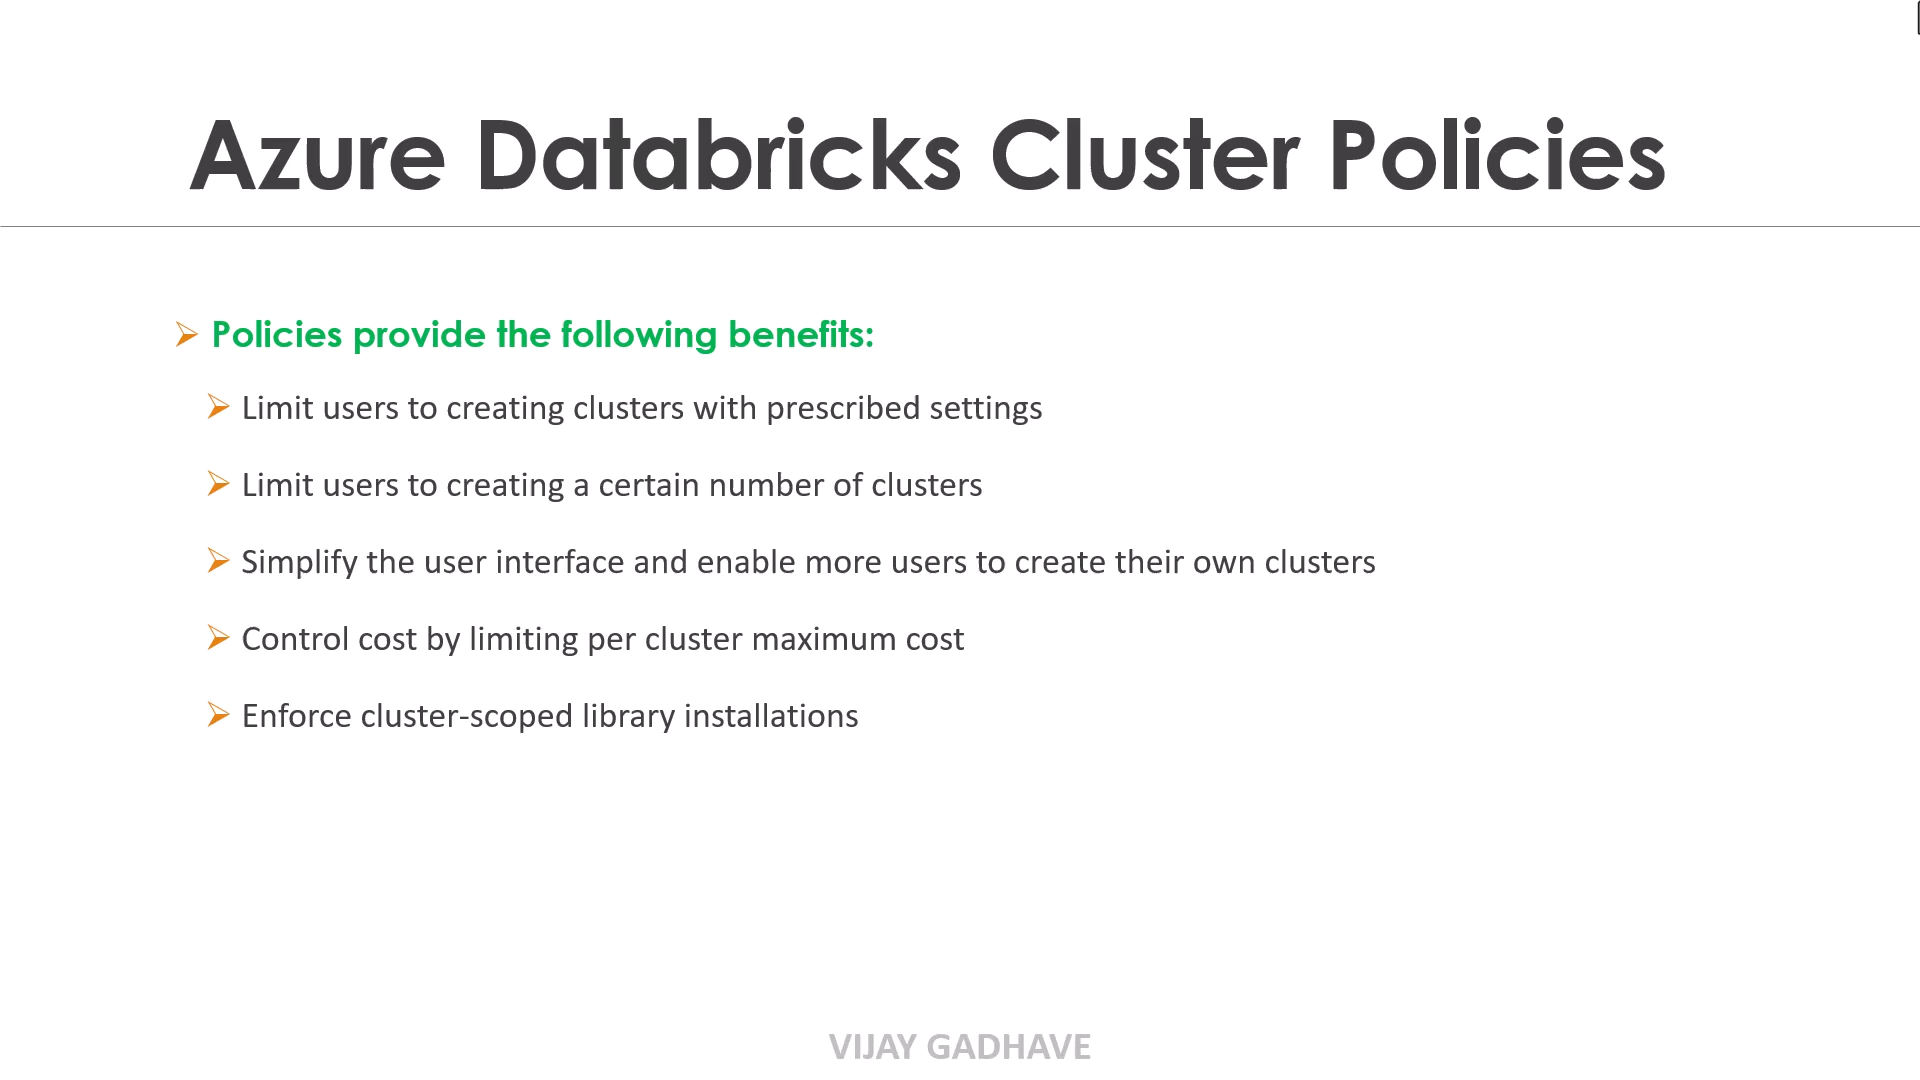 Azure Databricks Cluster Policies
Policies provide the following benefits:
Limit users to creating clusters with prescribed settings
Limit users to creating a certain number of clusters
Simplify the user interface and enable more users to create their own clusters
Control cost by limiting per cluster maximum cost
Enforce cluster-scoped library installations
VIJAY GADHAVE